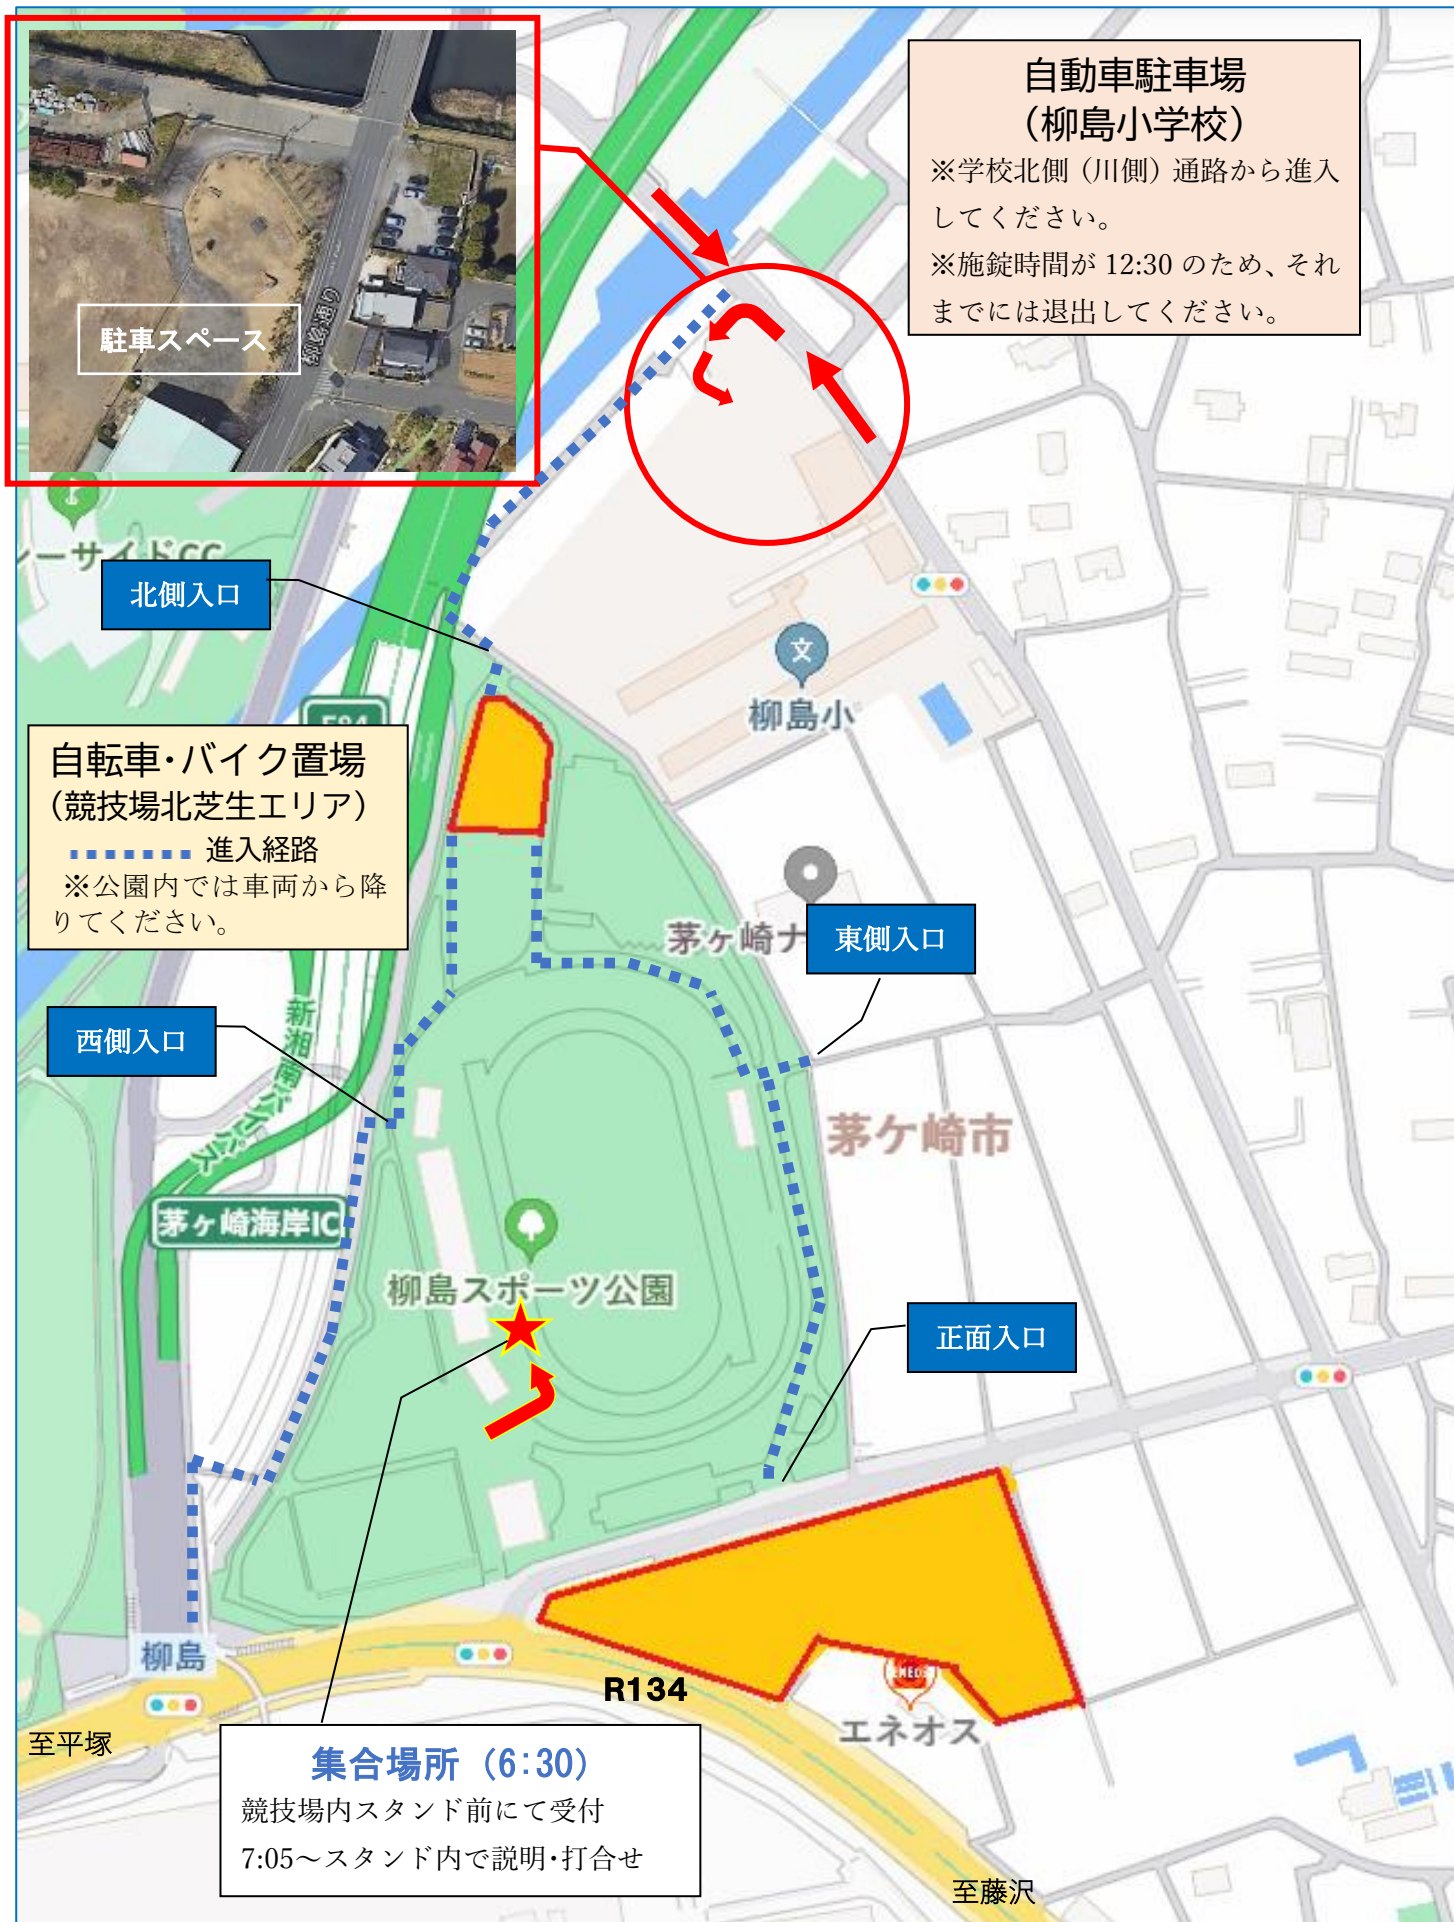 自動車駐車場
(柳島小学校)
※学校北側(川側)通路から進入
してください。
※施錠時間が 12:30 のため、それ
までには退出してください。
駐車スペース
北側入口
柳島小
文
自転車・バイク置場
(競技場北芝生エリア)
進入経路
※公園内では車両から降
りてください。
茅ヶ崎ナ
東側入口
西側入口
新湘南バイパス
茅ケ崎市
茅ヶ崎海岸IC
柳島スポーツ公園
正面入口
柳島
R134
エネオス
至平塚
集合場所(6:30)
競技場内スタンド前にて受付
7:05～スタンド内で説明・打合せ
至藤沢